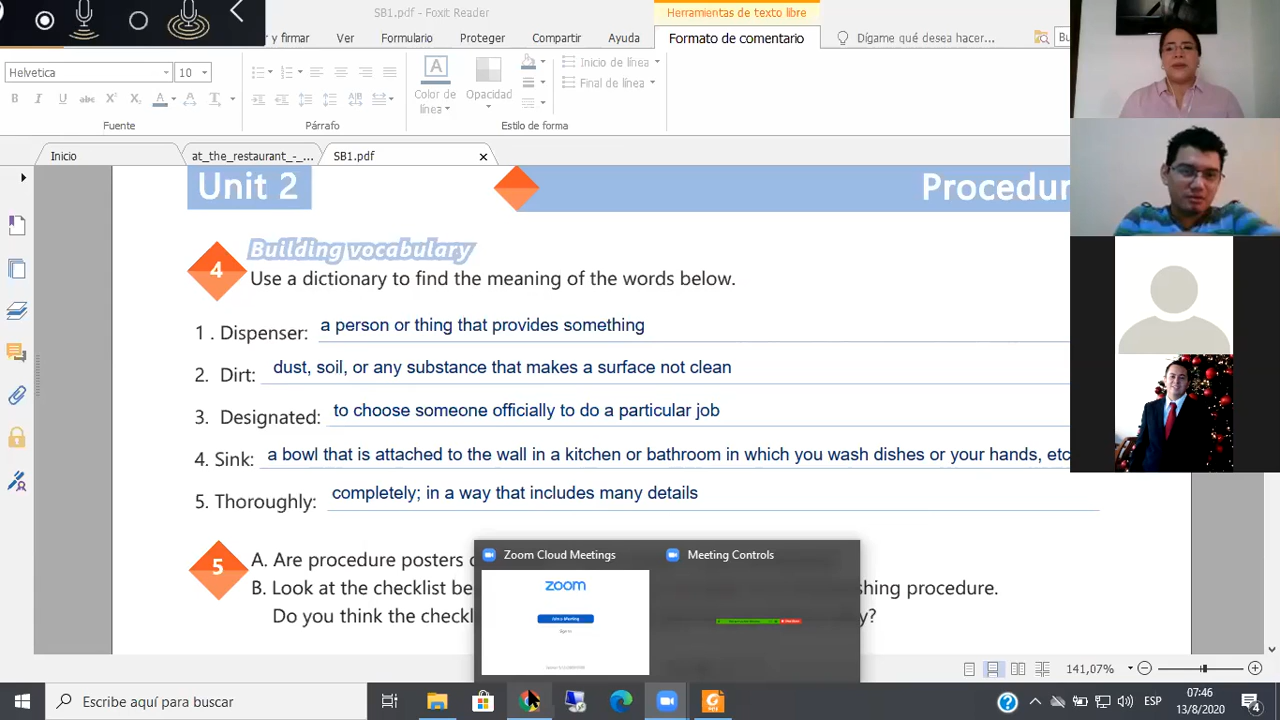 SB1.pdf - Foxit Reader
Herramientas de texto libre
r y firmar Ver Formulario Proteger Compartir Ayuda Formato de comentario Dígame qué desea hacer... Bu
Helvetica 10
Color de línea
Opacidad
Inicio de línea
Final de línea
Fuente Párrafo Estilo de forma
Inicio at_the_restaurant_-_... SB1.pdf
Unit 2 Procedur
4 Building vocabulary
Use a dictionary to find the meaning of the words below.
1 . Dispenser: a person or thing that provides something
2. Dirt: dust, soil, or any substance that makes a surface not clean
3. Designated: to choose someone officially to do a particular job
4. Sink: a bowl that is attached to the wall in a kitchen or bathroom in which you wash dishes or your hands, etc
5. Thoroughly: completely; in a way that includes many details
5 A. Are procedure posters
B. Look at the checklist be shing procedure.
Do you think the checkl y?
Zoom Cloud Meetings Meeting Controls
zoom
Join a Meeting
Sign In
141,07%
Escribe aquí para buscar
ESP
07:46
13/8/2020
4